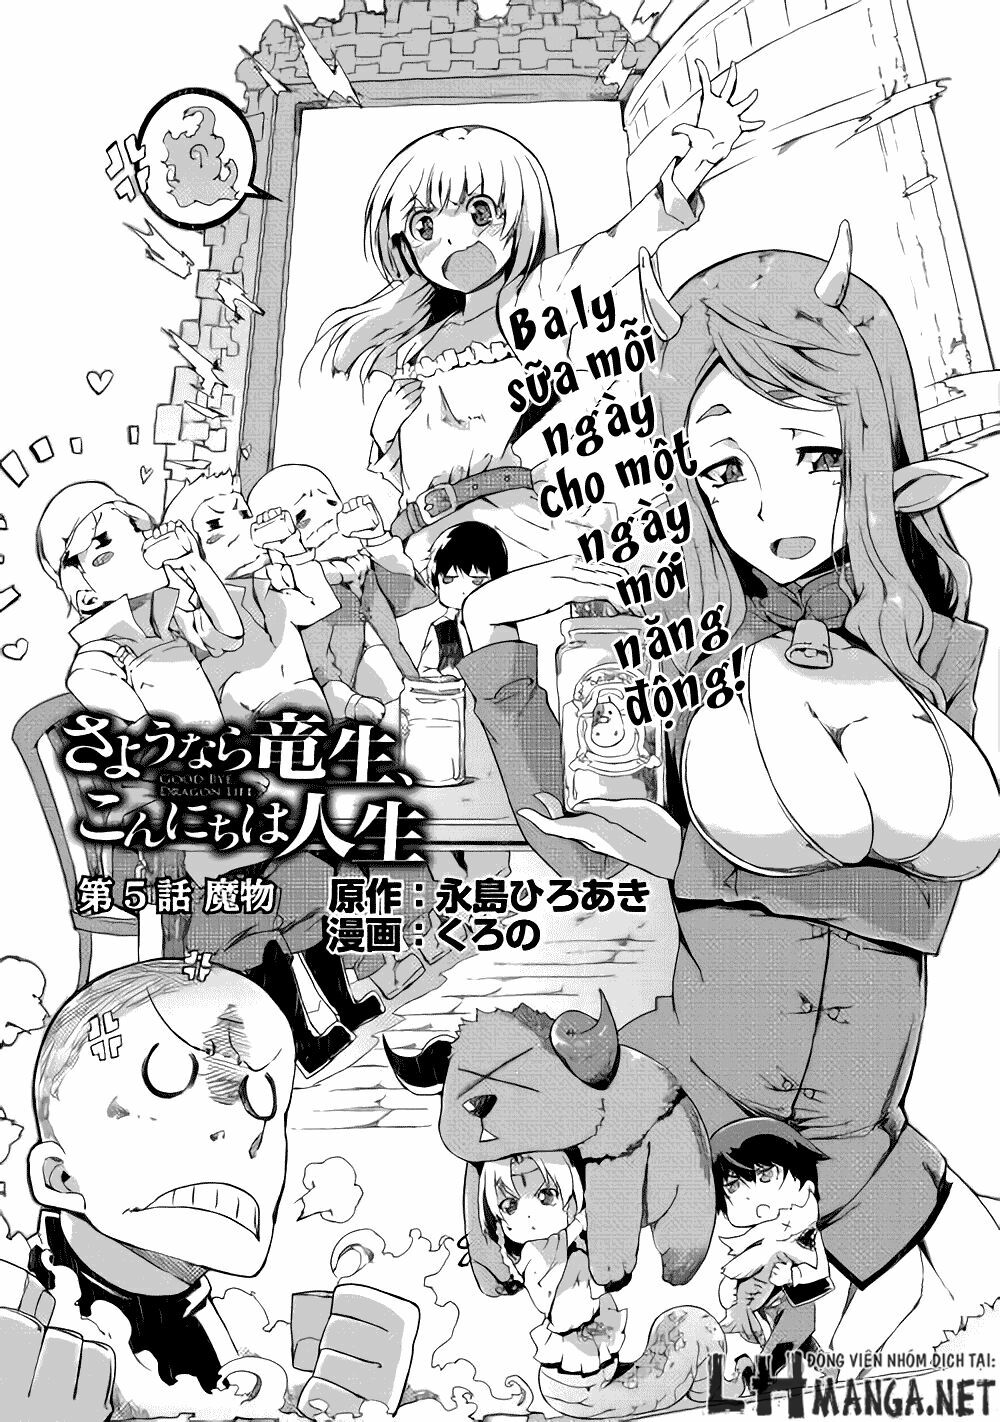 Ba ly
sữa mỗi
ngày
cho một
ngày
mới
năng
động!
さようなら竜生、
GOOD BYE
DRAGON LIFE
こんにちは人生
第5話 魔物
原作：永島ひろあき
漫画：くろの
ĐỘNG VIÊN NHÓM DỊCH TẠI:
LHMANGA.NET